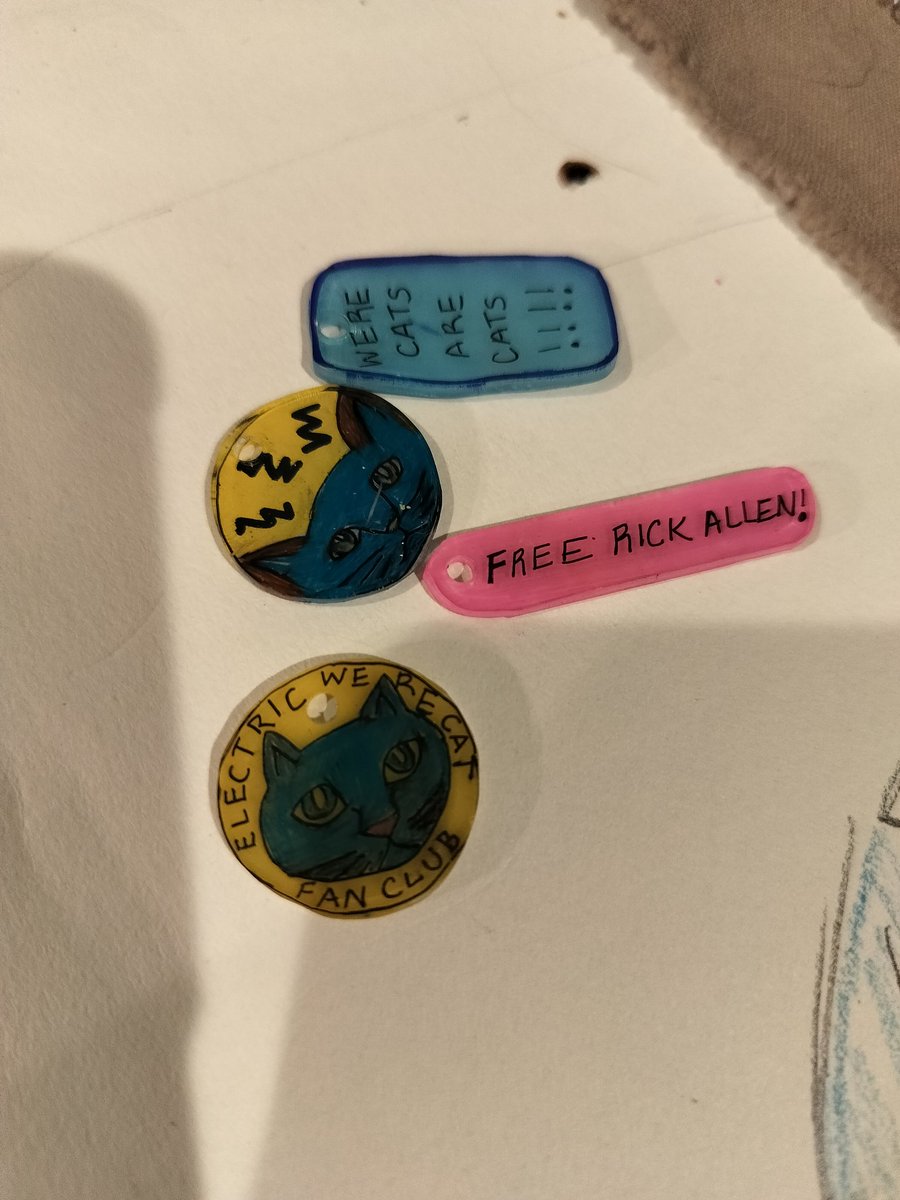 WERE
CATS
ARE
CATS
!!!!
FREE RICK ALLEN!
ELECTRIC WERECAT
FAN CLUB